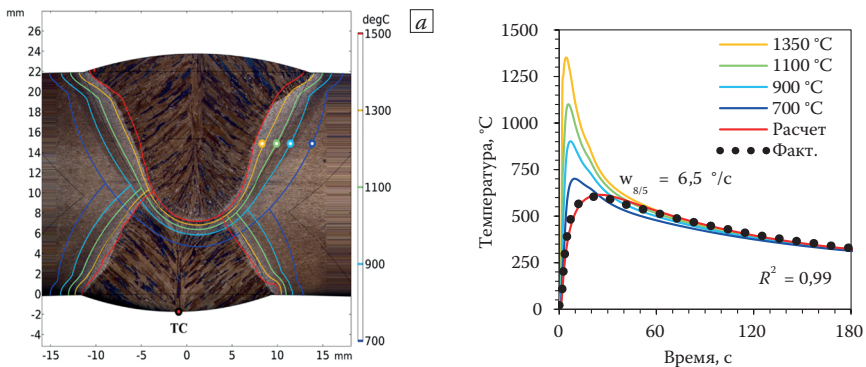 mm
26
24
22
20
18
16
14
12
10
8
6
4
2
0
-2
-4
-15 -10 -5 0 5 10 15 mm
TC
degC
1500
1300
1100
900
700
а
1500
1250
1000
750
500
250
0
Температура, °C
1350 °C
1100 °C
900 °C
700 °C
Расчет
Факт.
w8/5 = 6,5 °/c
R2 = 0,99
0 60 120 180
Время, с